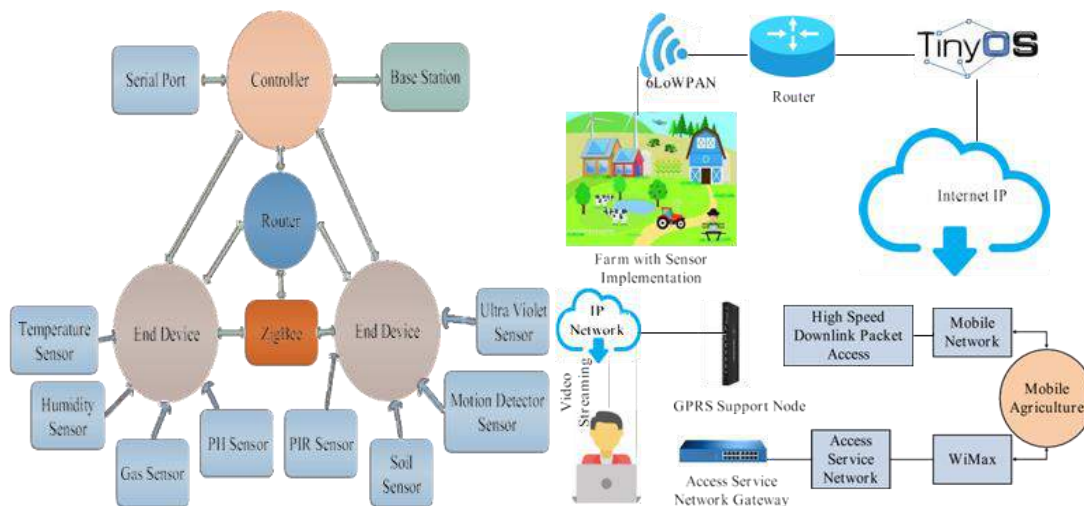 Serial Port
Controller
Base Station
Router
End Device
ZigBee
End Device
Temperature
Sensor
Humidity
Sensor
Gas Sensor
PH Sensor
PIR Sensor
Soil
Sensor
Motion Detector
Sensor
Ultra Violet
Sensor
6LoWPAN
Router
TinyOS
Internet IP
Farm with Sensor
Implementation
IP
Network
Video
Streaming
GPRS Support Node
High Speed
Downlink Packet
Access
Mobile
Network
Mobile
Agriculture
Access Service
Network Gateway
Access
Service
Network
WiMax